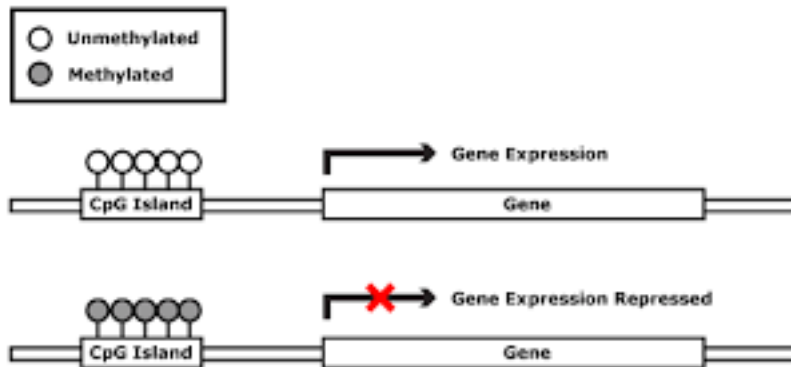 Unmethylated
Methylated
Gene Expression
CpG Island
Gene
Gene Expression Repressed
CpG Island
Gene